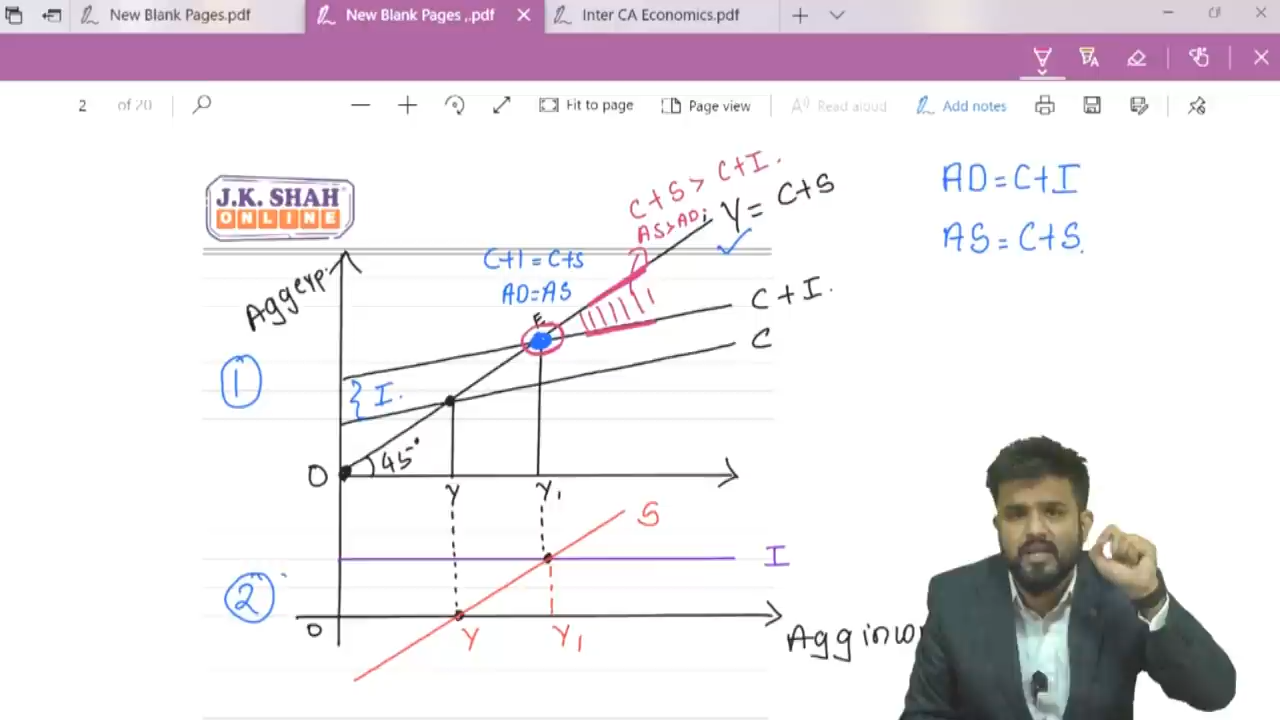 New Blank Pages.pdf
New Blank Pages ,.pdf
Inter CA Economics.pdf
2 of 20
Fit to page
Page view
Read aloud
Add notes
J.K. SHAH
ONLINE
C+S > C+I.
AS>AD;
Y = C+S
AD = C+I
AS = C+S.
C+I = C+S
AD=AS
Agg exp.
E
C+I.
C
1
I.
45°
O
Y
Y1
S
I
2
O
Y
Y1